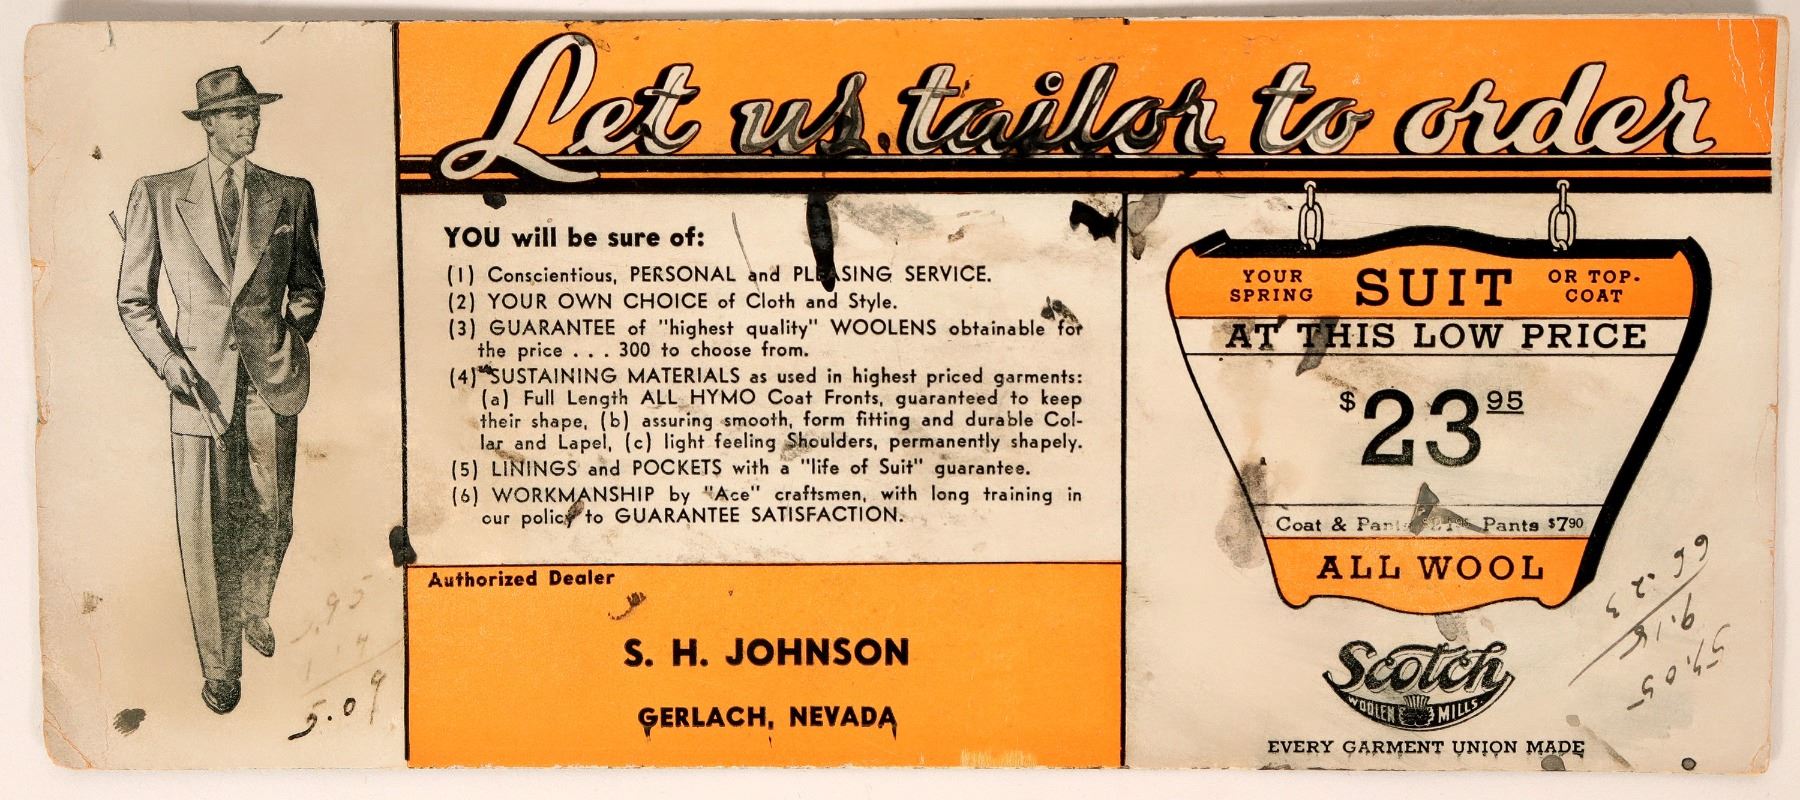 Let us tailor to order
YOU will be sure of:
(1) Conscientious, PERSONAL and PLEASING SERVICE.
(2) YOUR OWN CHOICE of Cloth and Style.
(3) GUARANTEE of "highest quality" WOOLENS obtainable for
the price . . . 300 to choose from.
(4) SUSTAINING MATERIALS as used in highest priced garments:
(a) Full Length ALL HYMO Coat Fronts, guaranteed to keep
their shape, (b) assuring smooth, form fitting and durable Col-
lar and Lapel, (c) light feeling Shoulders, permanently shapely.
(5) LININGS and POCKETS with a "life of Suit" guarantee.
(6) WORKMANSHIP by "Ace" craftsmen, with long training in
our policy to GUARANTEE SATISFACTION.
Authorized Dealer
S. H. JOHNSON
GERLACH, NEVADA
YOUR SPRING SUIT OR TOP-COAT
AT THIS LOW PRICE
$23.95
Coat & Pants Pants $7.90
ALL WOOL
Scotch
WOOLEN MILLS
EVERY GARMENT UNION MADE
5.09